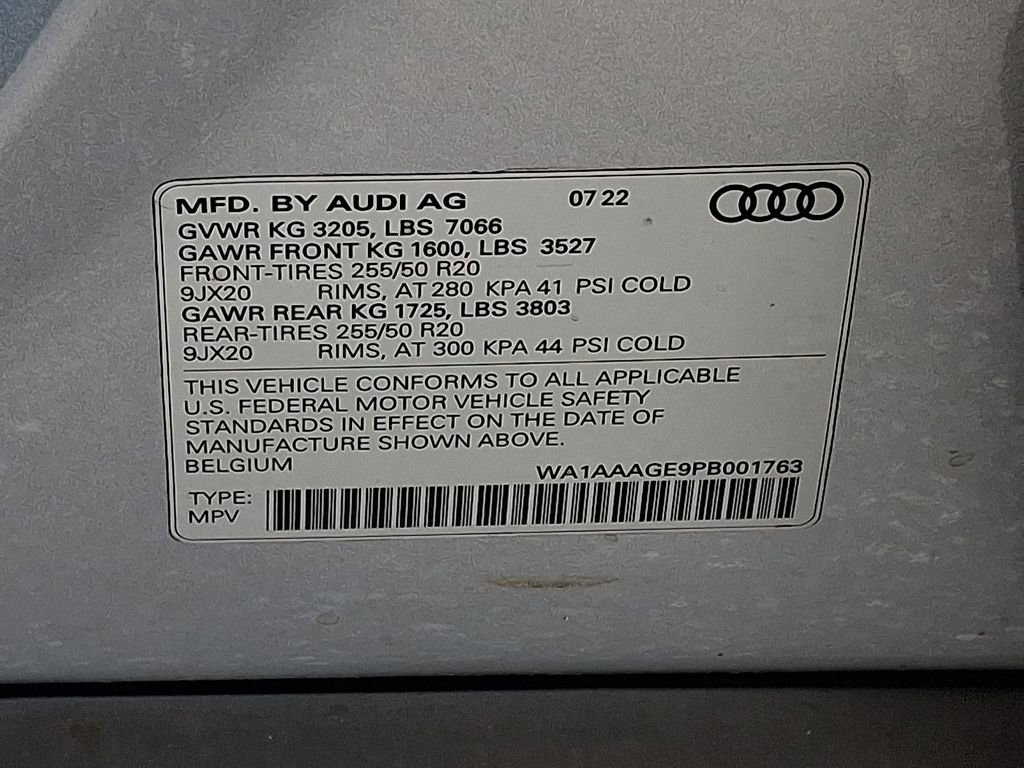 MFD. BY AUDI AG 07 22
GVWR KG 3205, LBS 7066
GAWR FRONT KG 1600, LBS 3527
FRONT-TIRES 255/50 R20
9JX20 RIMS, AT 280 KPA 41 PSI COLD
GAWR REAR KG 1725, LBS 3803
REAR-TIRES 255/50 R20
9JX20 RIMS, AT 300 KPA 44 PSI COLD
THIS VEHICLE CONFORMS TO ALL APPLICABLE
U.S. FEDERAL MOTOR VEHICLE SAFETY
STANDARDS IN EFFECT ON THE DATE OF
MANUFACTURE SHOWN ABOVE.
BELGIUM
WA1AAAGE9PB001763
TYPE:
MPV